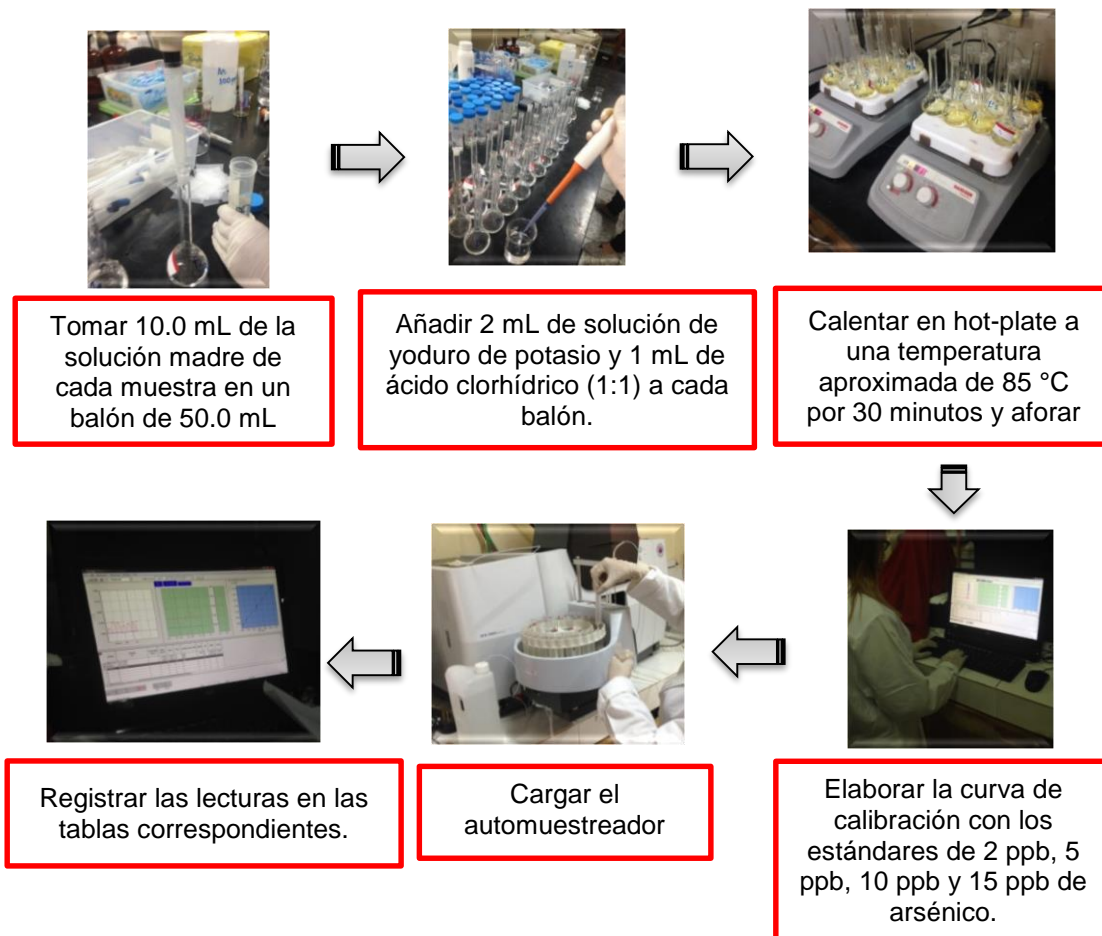 Tomar 10.0 mL de la
solución madre de
cada muestra en un
balón de 50.0 mL
Añadir 2 mL de solución de
yoduro de potasio y 1 mL de
ácido clorhídrico (1:1) a cada
balón.
Calentar en hot-plate a
una temperatura
aproximada de 85 °C
por 30 minutos y aforar
Elaborar la curva de
calibración con los
estándares de 2 ppb, 5
ppb, 10 ppb y 15 ppb de
arsénico.
Cargar el
automuestreador
Registrar las lecturas en las
tablas correspondientes.